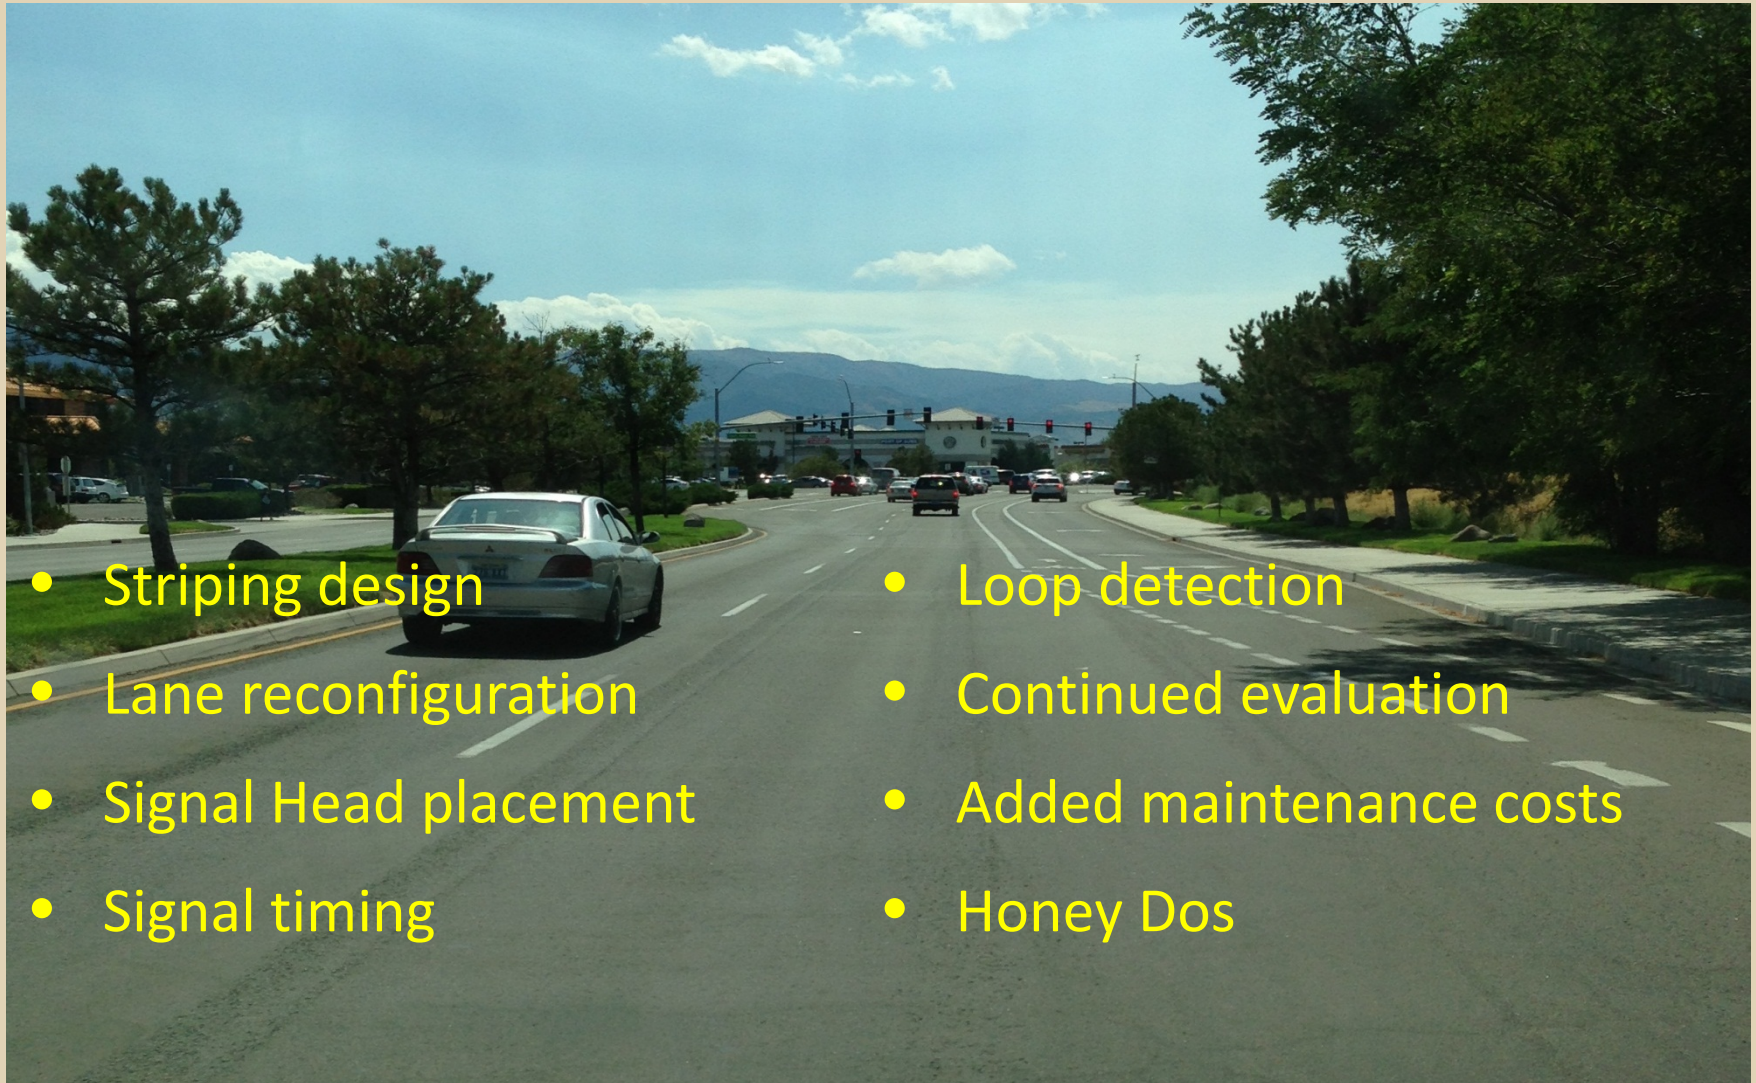 • Striping design
• Lane reconfiguration
• Signal Head placement
• Signal timing
• Loop detection
• Continued evaluation
• Added maintenance costs
• Honey Dos